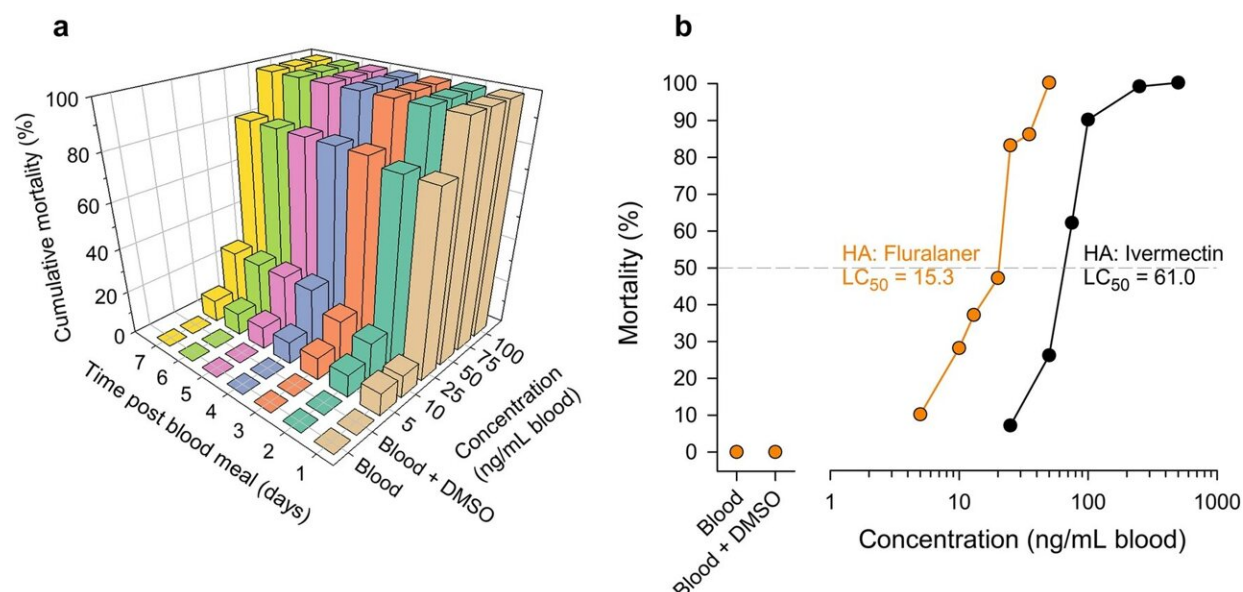 a
100
80
60
40
20
0
Cumulative mortality (%)
7
6
5
4
3
2
1
Time post blood meal (days)
Blood
Blood + DMSO
5
10
25
50
75
100
Concentration
(ng/mL blood)
b
100
90
80
70
60
50
40
30
20
10
0
Mortality (%)
HA: Fluralaner
LC50 = 15.3
HA: Ivermectin
LC50 = 61.0
Blood
Blood + DMSO
1
10
100
1000
Concentration (ng/mL blood)